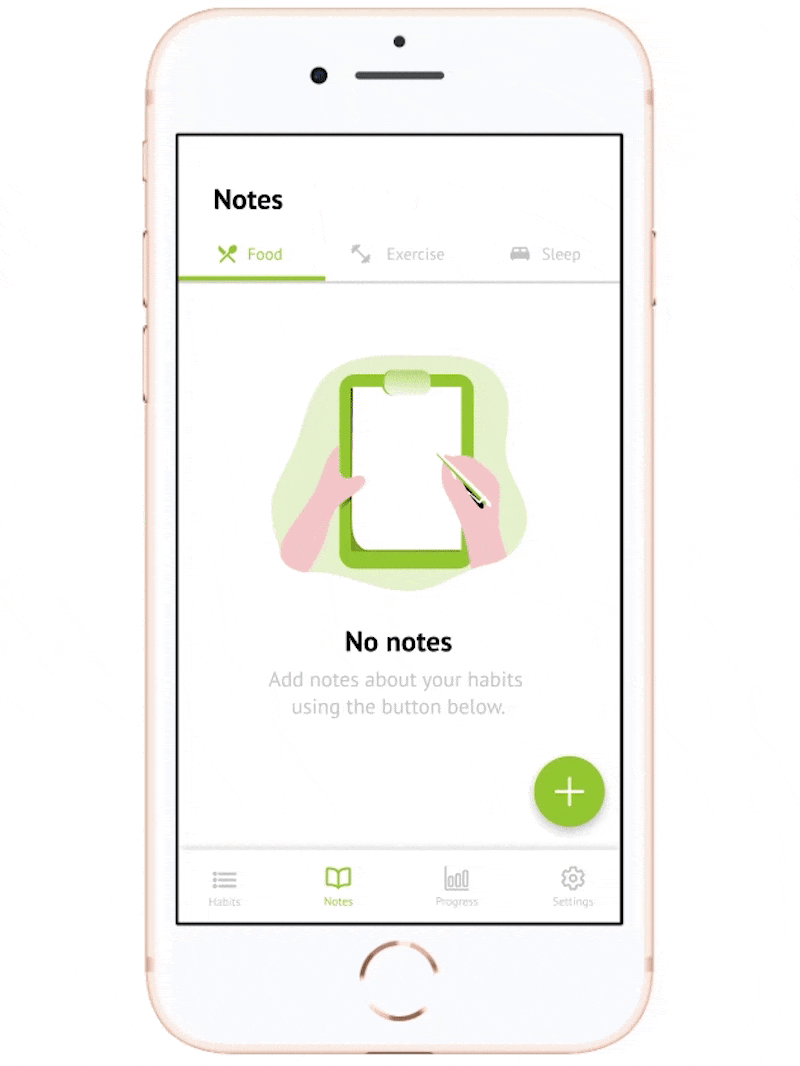 Notes
Food Exercise Sleep
No notes
Add notes about your habits
using the button below.
Habits Notes Progress Settings